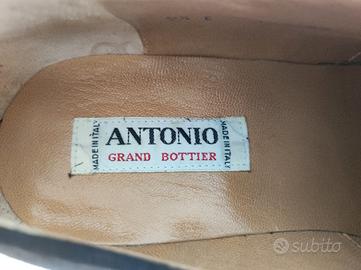 MADE IN ITALY
ANTONIO
GRAND BOTTIER
MADE IN ITALY
subito